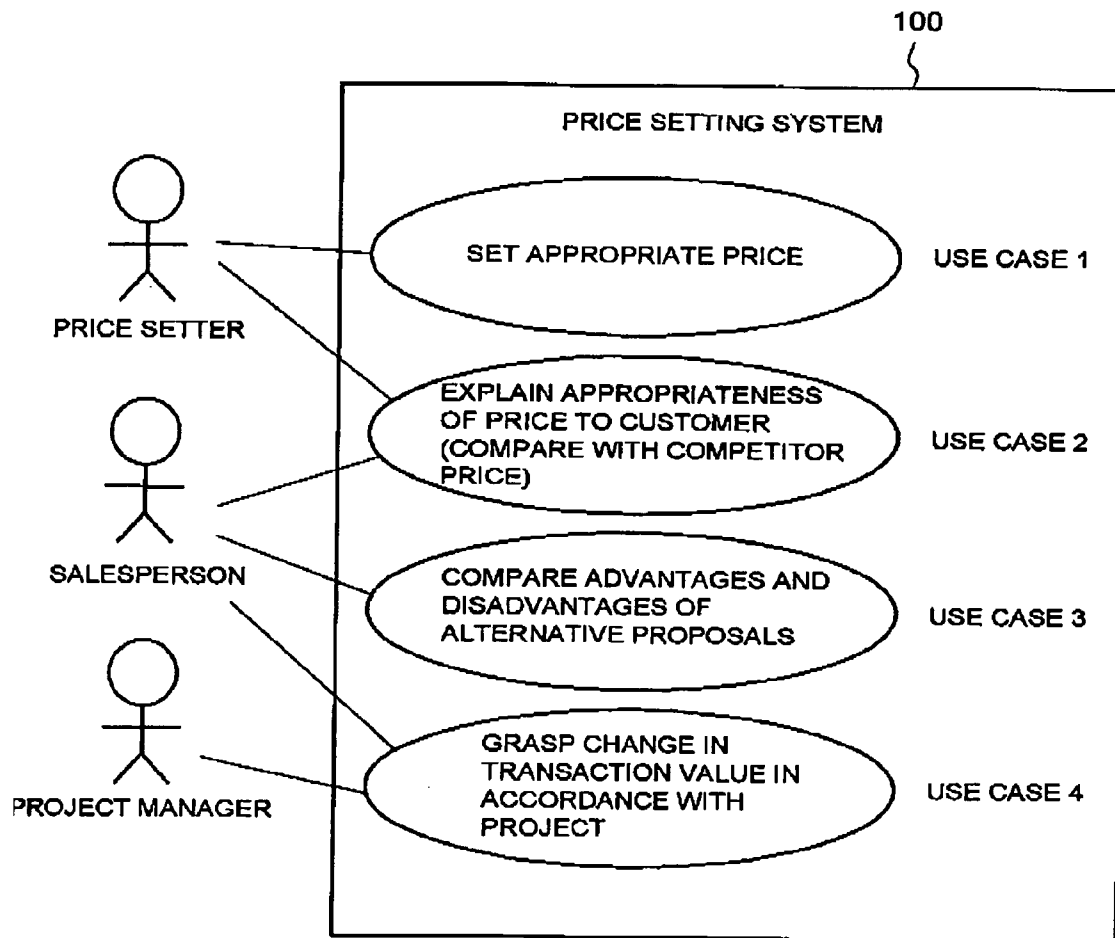 100
PRICE SETTING SYSTEM
SET APPROPRIATE PRICE
USE CASE 1
PRICE SETTER
EXPLAIN APPROPRIATENESS
OF PRICE TO CUSTOMER
(COMPARE WITH COMPETITOR
PRICE)
USE CASE 2
SALESPERSON
COMPARE ADVANTAGES AND
DISADVANTAGES OF
ALTERNATIVE PROPOSALS
USE CASE 3
PROJECT MANAGER
GRASP CHANGE IN
TRANSACTION VALUE IN
ACCORDANCE WITH
PROJECT
USE CASE 4